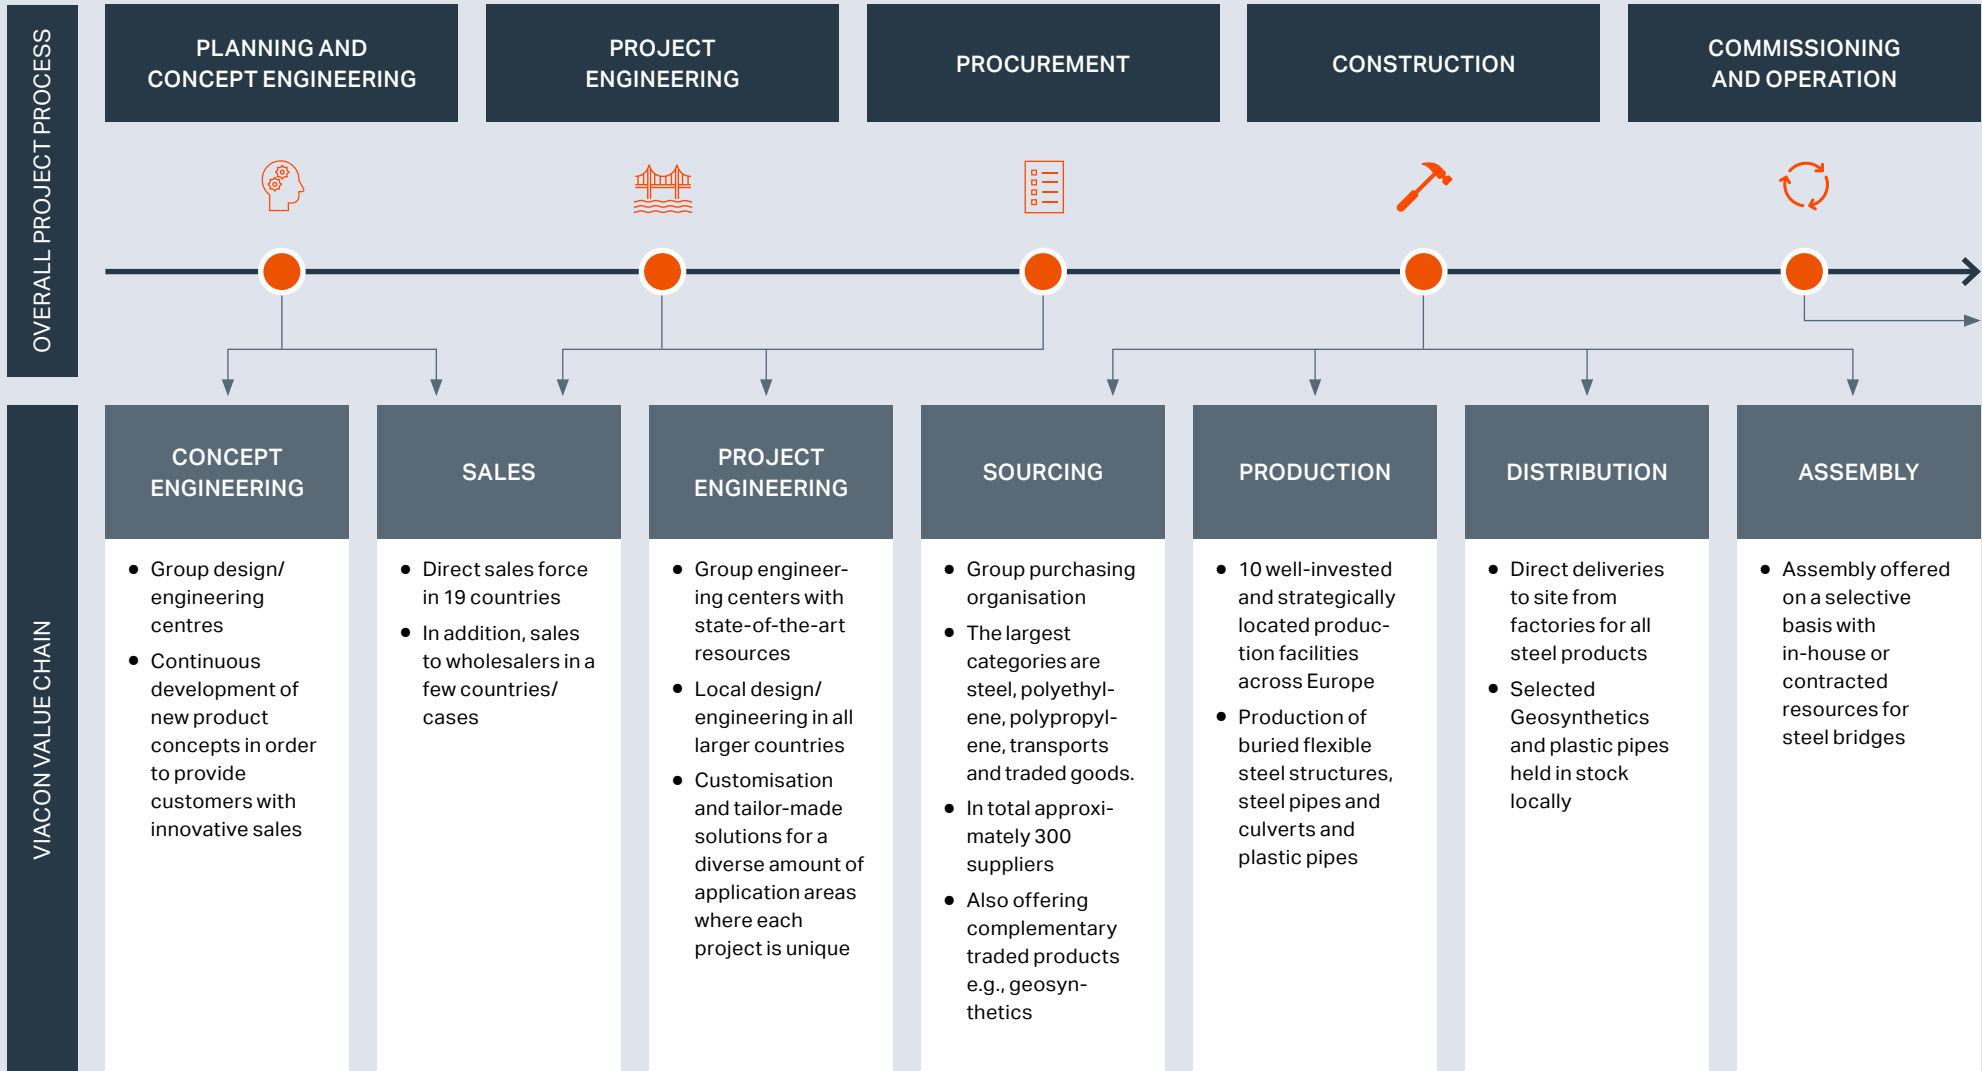 OVERALL PROJECT PROCESS
PLANNING AND
CONCEPT ENGINEERING
PROJECT
ENGINEERING
PROCUREMENT
CONSTRUCTION
COMMISSIONING
AND OPERATION
VIACON VALUE CHAIN
CONCEPT
ENGINEERING
• Group design/
engineering
centres
• Continuous
development of
new product
concepts in order
to provide
customers with
innovative sales
SALES
• Direct sales force
in 19 countries
• In addition, sales
to wholesalers in a
few countries/
cases
PROJECT
ENGINEERING
• Group engineer-
ing centers with
state-of-the-art
resources
• Local design/
engineering in all
larger countries
• Customisation
and tailor-made
solutions for a
diverse amount of
application areas
where each
project is unique
SOURCING
• Group purchasing
organisation
• The largest
categories are
steel, polyethyl-
ene, polypropyl-
ene, transports
and traded goods.
• In total approxi-
mately 300
suppliers
• Also offering
complementary
traded products
e.g., geosyn-
thetics
PRODUCTION
• 10 well-invested
and strategically
located produc-
tion facilities
across Europe
• Production of
buried flexible
steel structures,
steel pipes and
culverts and
plastic pipes
DISTRIBUTION
• Direct deliveries
to site from
factories for all
steel products
• Selected
Geosynthetics
and plastic pipes
held in stock
locally
ASSEMBLY
• Assembly offered
on a selective
basis with
in-house or
contracted
resources for
steel bridges